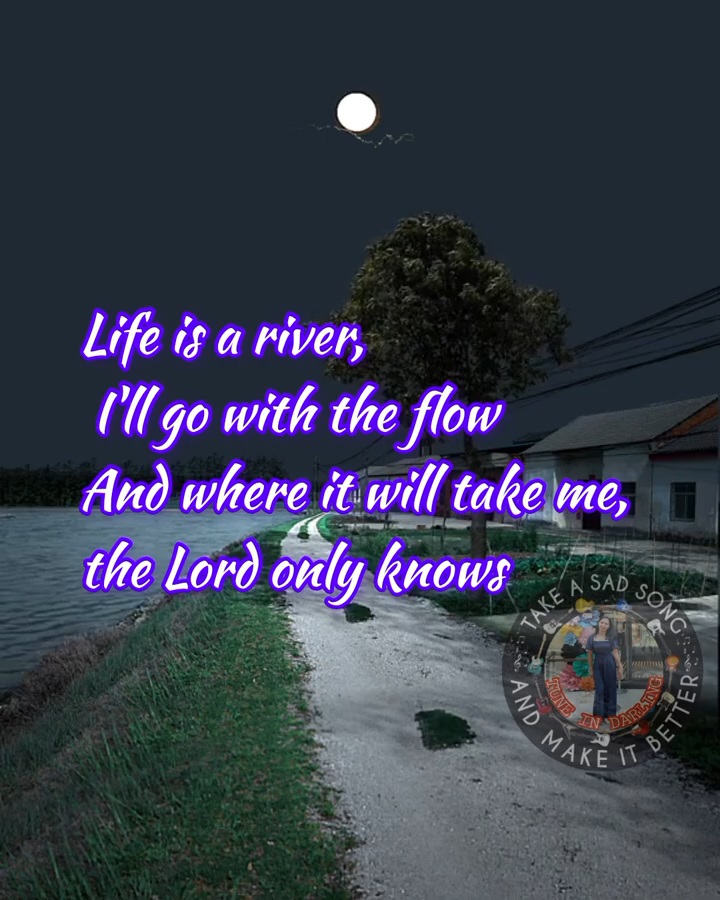 Life is a river,
I'll go with the flow
And where it will take me,
the Lord only knows
TAKE A SAD SONG
TUNE IN DARLING
AND MAKE IT BETTER